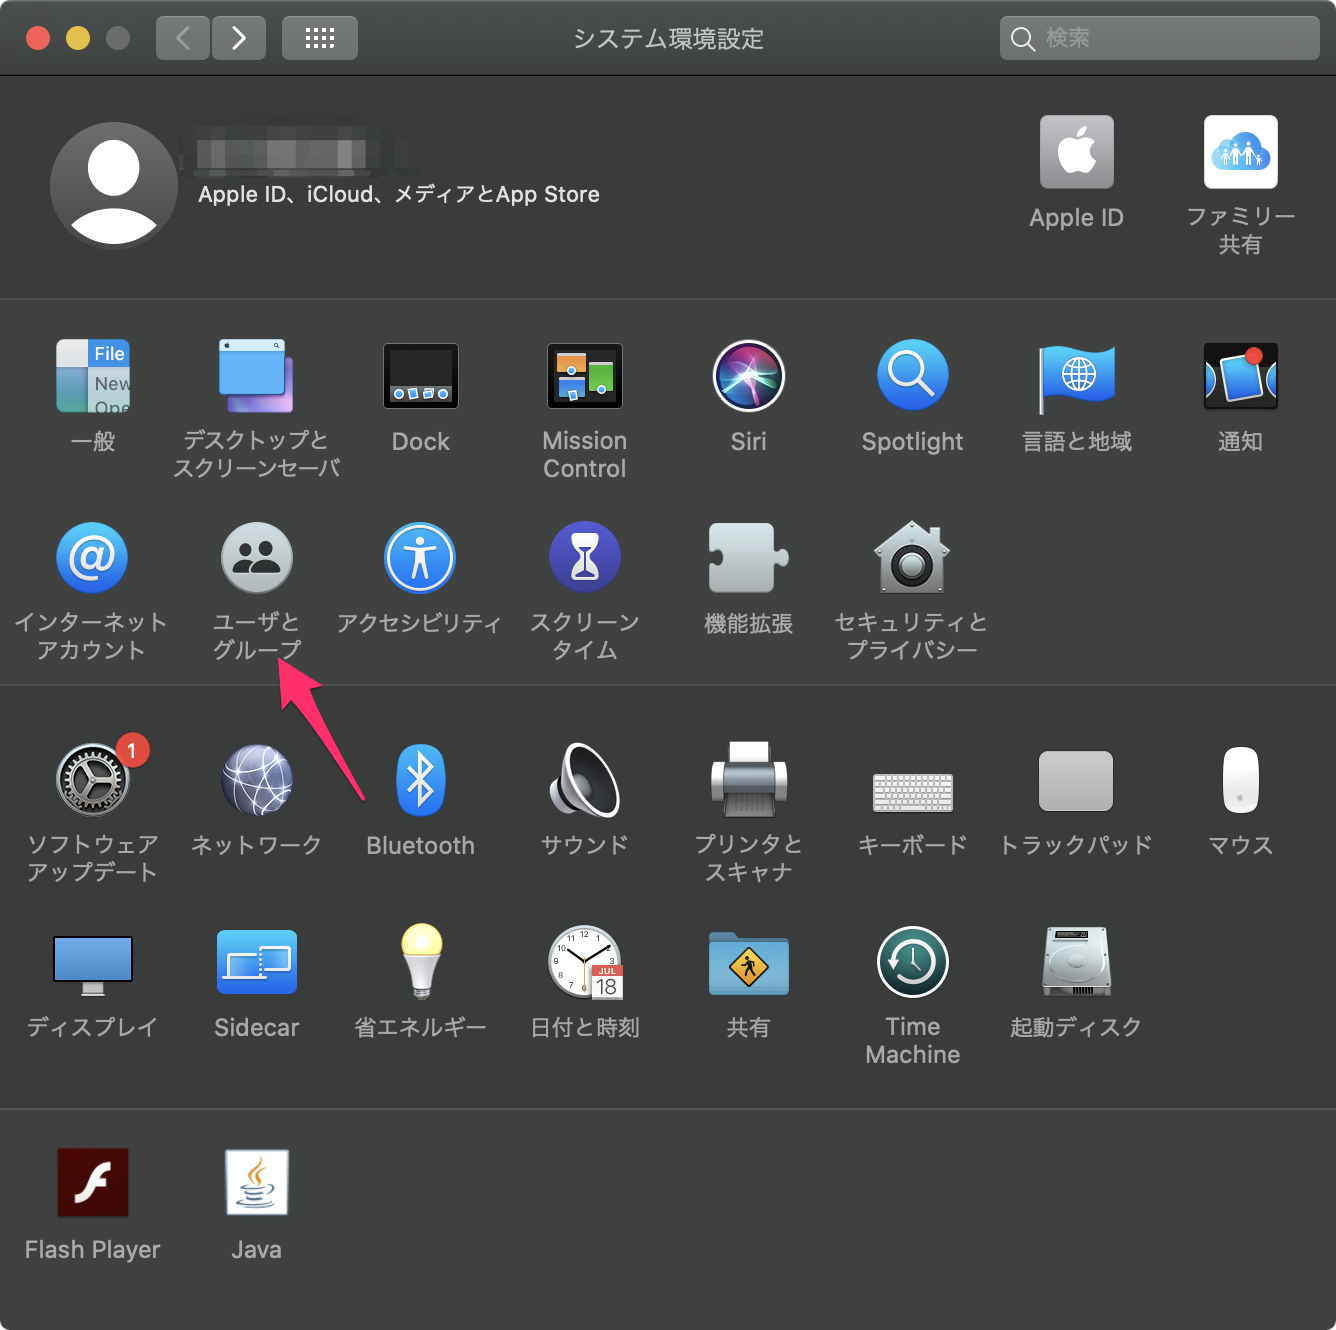 システム環境設定
検索
Apple ID、iCloud、メディアとApp Store
Apple ID
ファミリー
共有
File
New
Ope
一般
デスクトップと
スクリーンセーバ
Dock
Mission
Control
Siri
Spotlight
言語と地域
通知
@
インターネット
アカウント
ユーザと
グループ
アクセシビリティ
スクリーン
タイム
機能拡張
セキュリティと
プライバシー
1
ソフトウェア
アップデート
ネットワーク
Bluetooth
サウンド
プリンタと
スキャナ
キーボード
トラックパッド
マウス
ディスプレイ
Sidecar
省エネルギー
JUL
18
日付と時刻
共有
Time
Machine
起動ディスク
Flash Player
Java